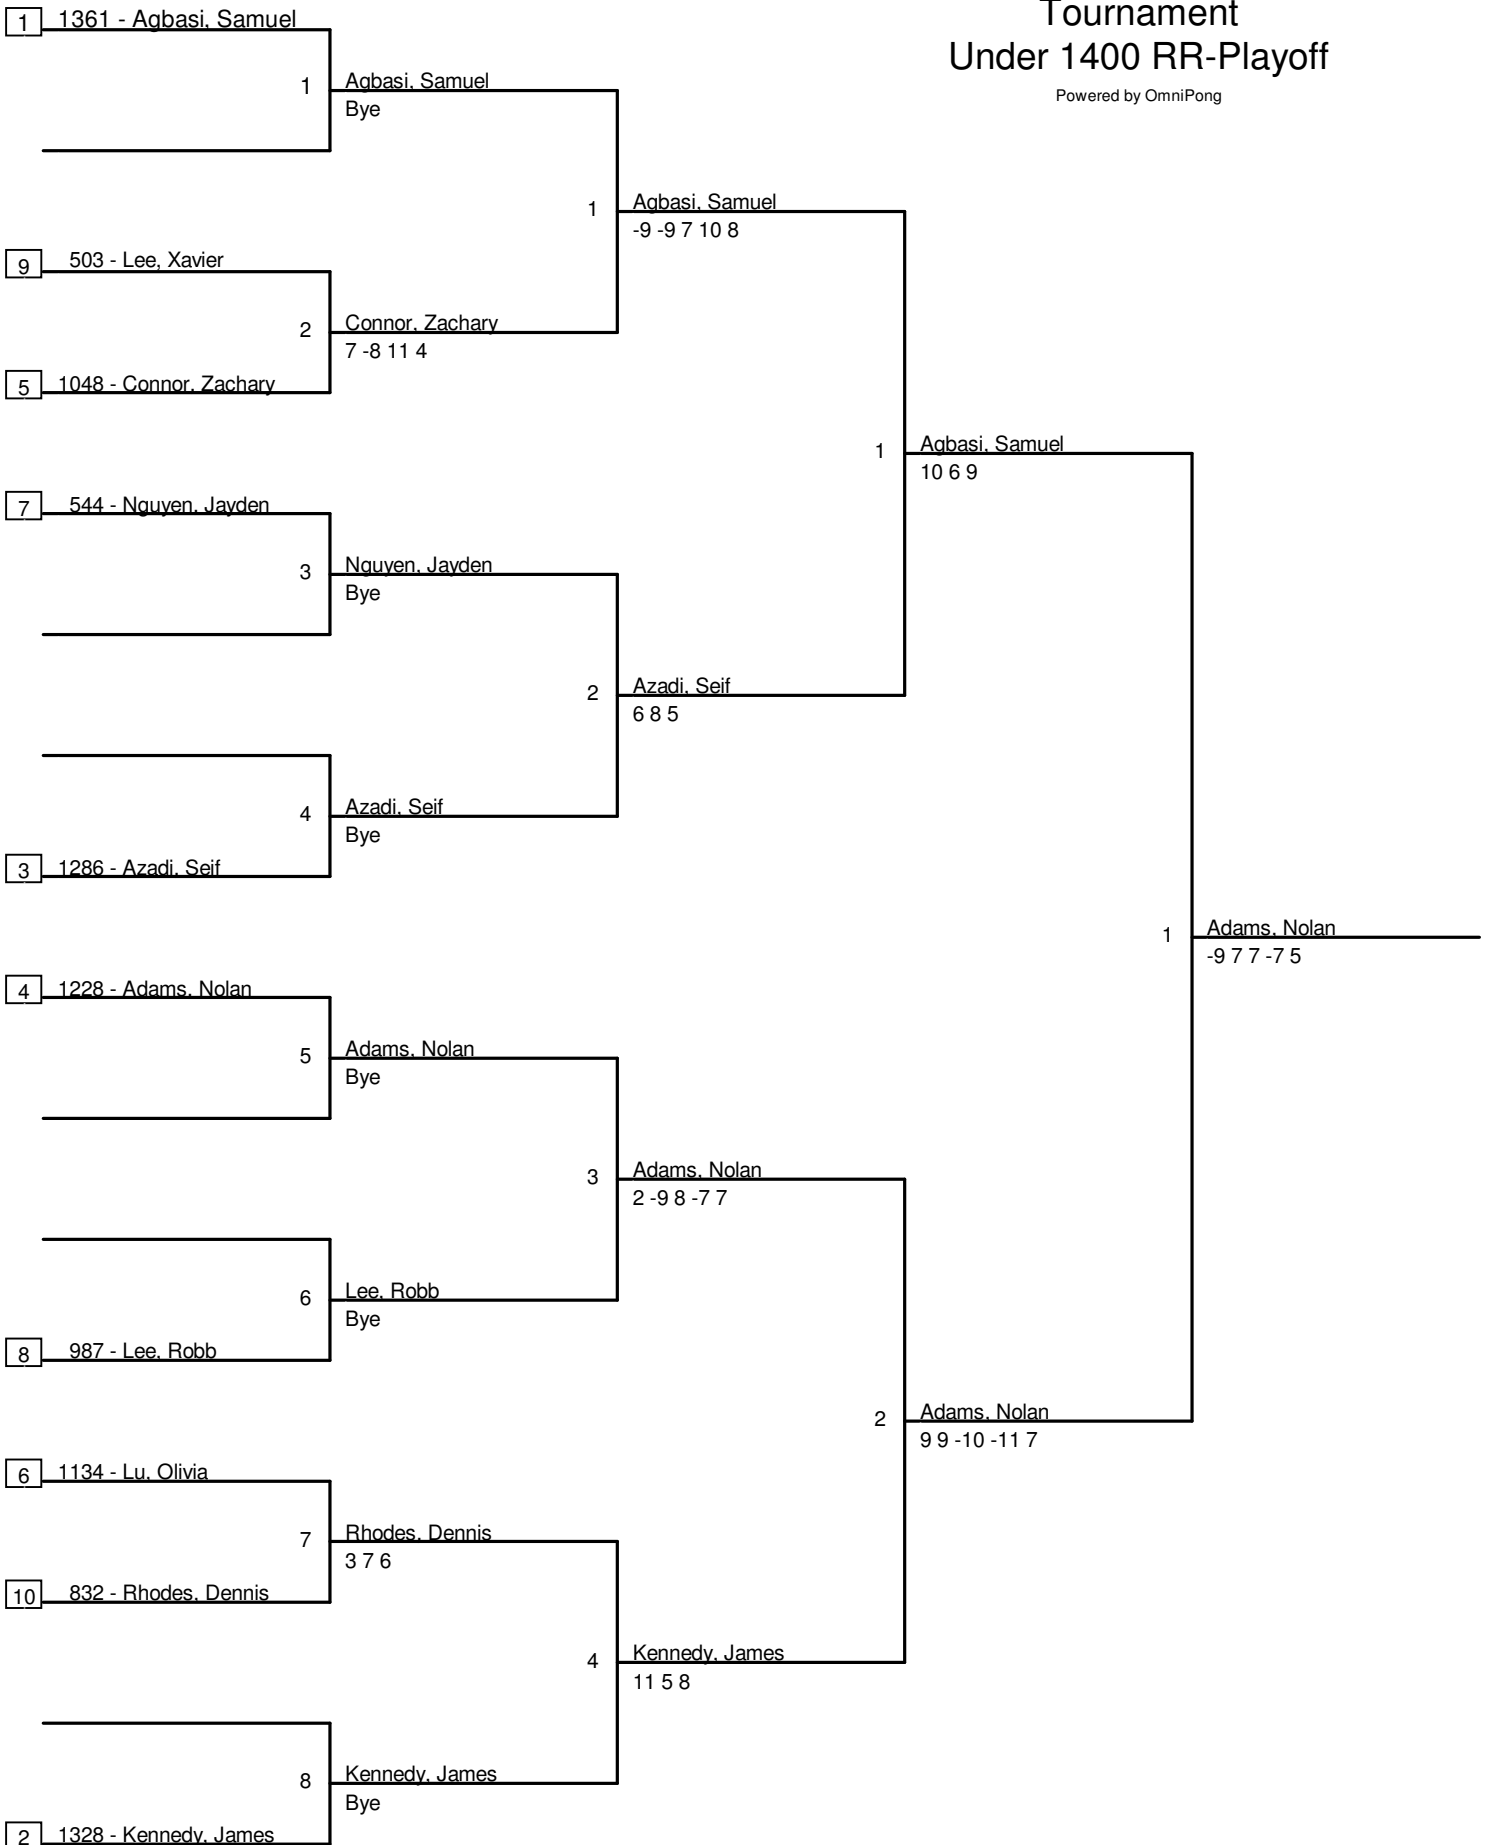 Tournament
Under 1400 RR-Playoff
Powered by OmniPong
1 1361 - Agbasi, Samuel
1 Agbasi, Samuel
Bye
1 Agbasi, Samuel
-9 -9 7 10 8
9 503 - Lee, Xavier
2 Connor, Zachary
7 -8 11 4
5 1048 - Connor, Zachary
1 Agbasi, Samuel
10 6 9
7 544 - Nguyen, Jayden
3 Nguyen, Jayden
Bye
2 Azadi, Seif
6 8 5
4 Azadi, Seif
Bye
3 1286 - Azadi, Seif
1 Adams, Nolan
-9 7 7 -7 5
4 1228 - Adams, Nolan
5 Adams, Nolan
Bye
3 Adams, Nolan
2 -9 8 -7 7
6 Lee, Robb
Bye
8 987 - Lee, Robb
2 Adams, Nolan
9 9 -10 -11 7
6 1134 - Lu, Olivia
7 Rhodes, Dennis
3 7 6
10 832 - Rhodes, Dennis
4 Kennedy, James
11 5 8
8 Kennedy, James
Bye
2 1328 - Kennedy, James